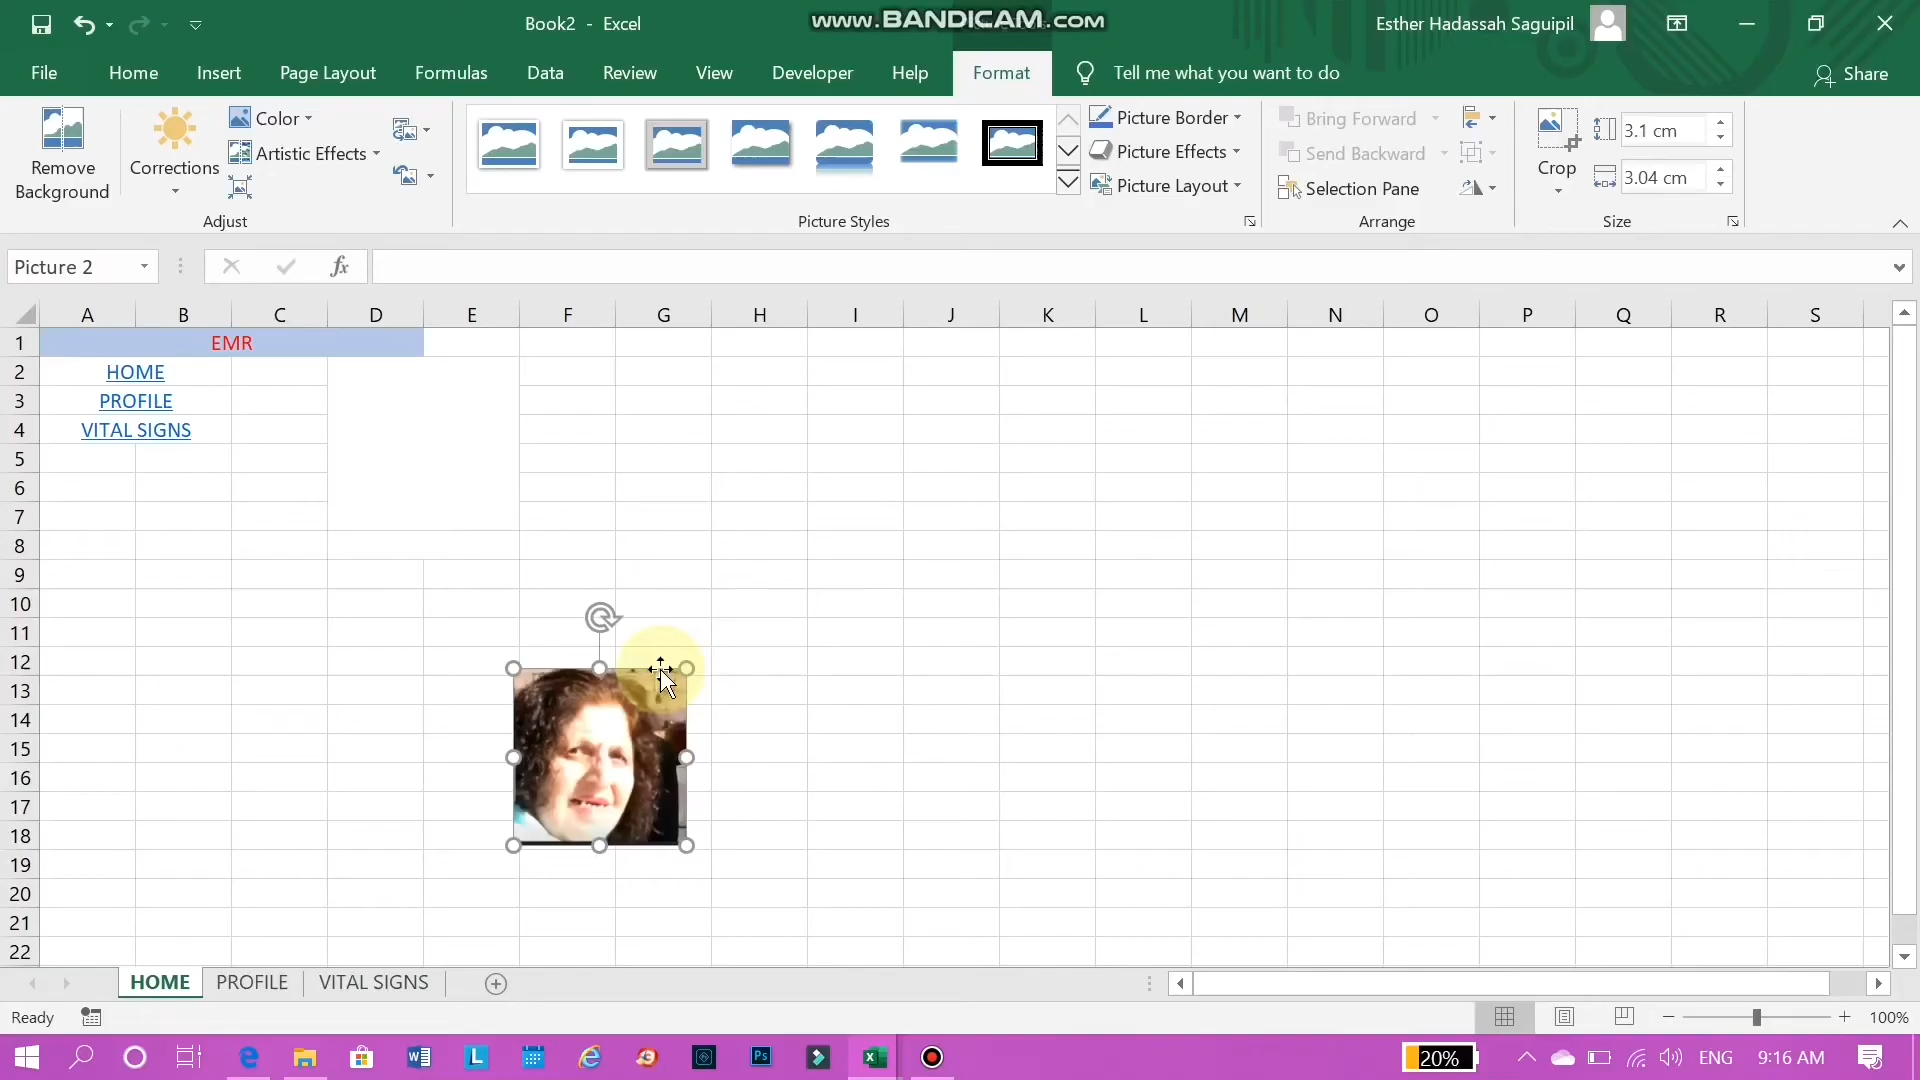 Book2 - Excel
www.BANDICAM.com
Esther Hadassah Saguipil
File Home Insert Page Layout Formulas Data Review View Developer Help Format Tell me what you want to do Share
Remove Background
Corrections
Color
Artistic Effects
Adjust
Picture Styles
Picture Border
Picture Effects
Picture Layout
Bring Forward
Send Backward
Selection Pane
Arrange
Crop
3.1 cm
3.04 cm
Size
Picture 2
fx
A B C D E F G H I J K L M N O P Q R S
1 EMR
2 HOME
3 PROFILE
4 VITAL SIGNS
5
6
7
8
9
10
11
12
13
14
15
16
17
18
19
20
21
22
HOME PROFILE VITAL SIGNS
Ready
100%
20%
ENG
9:16 AM